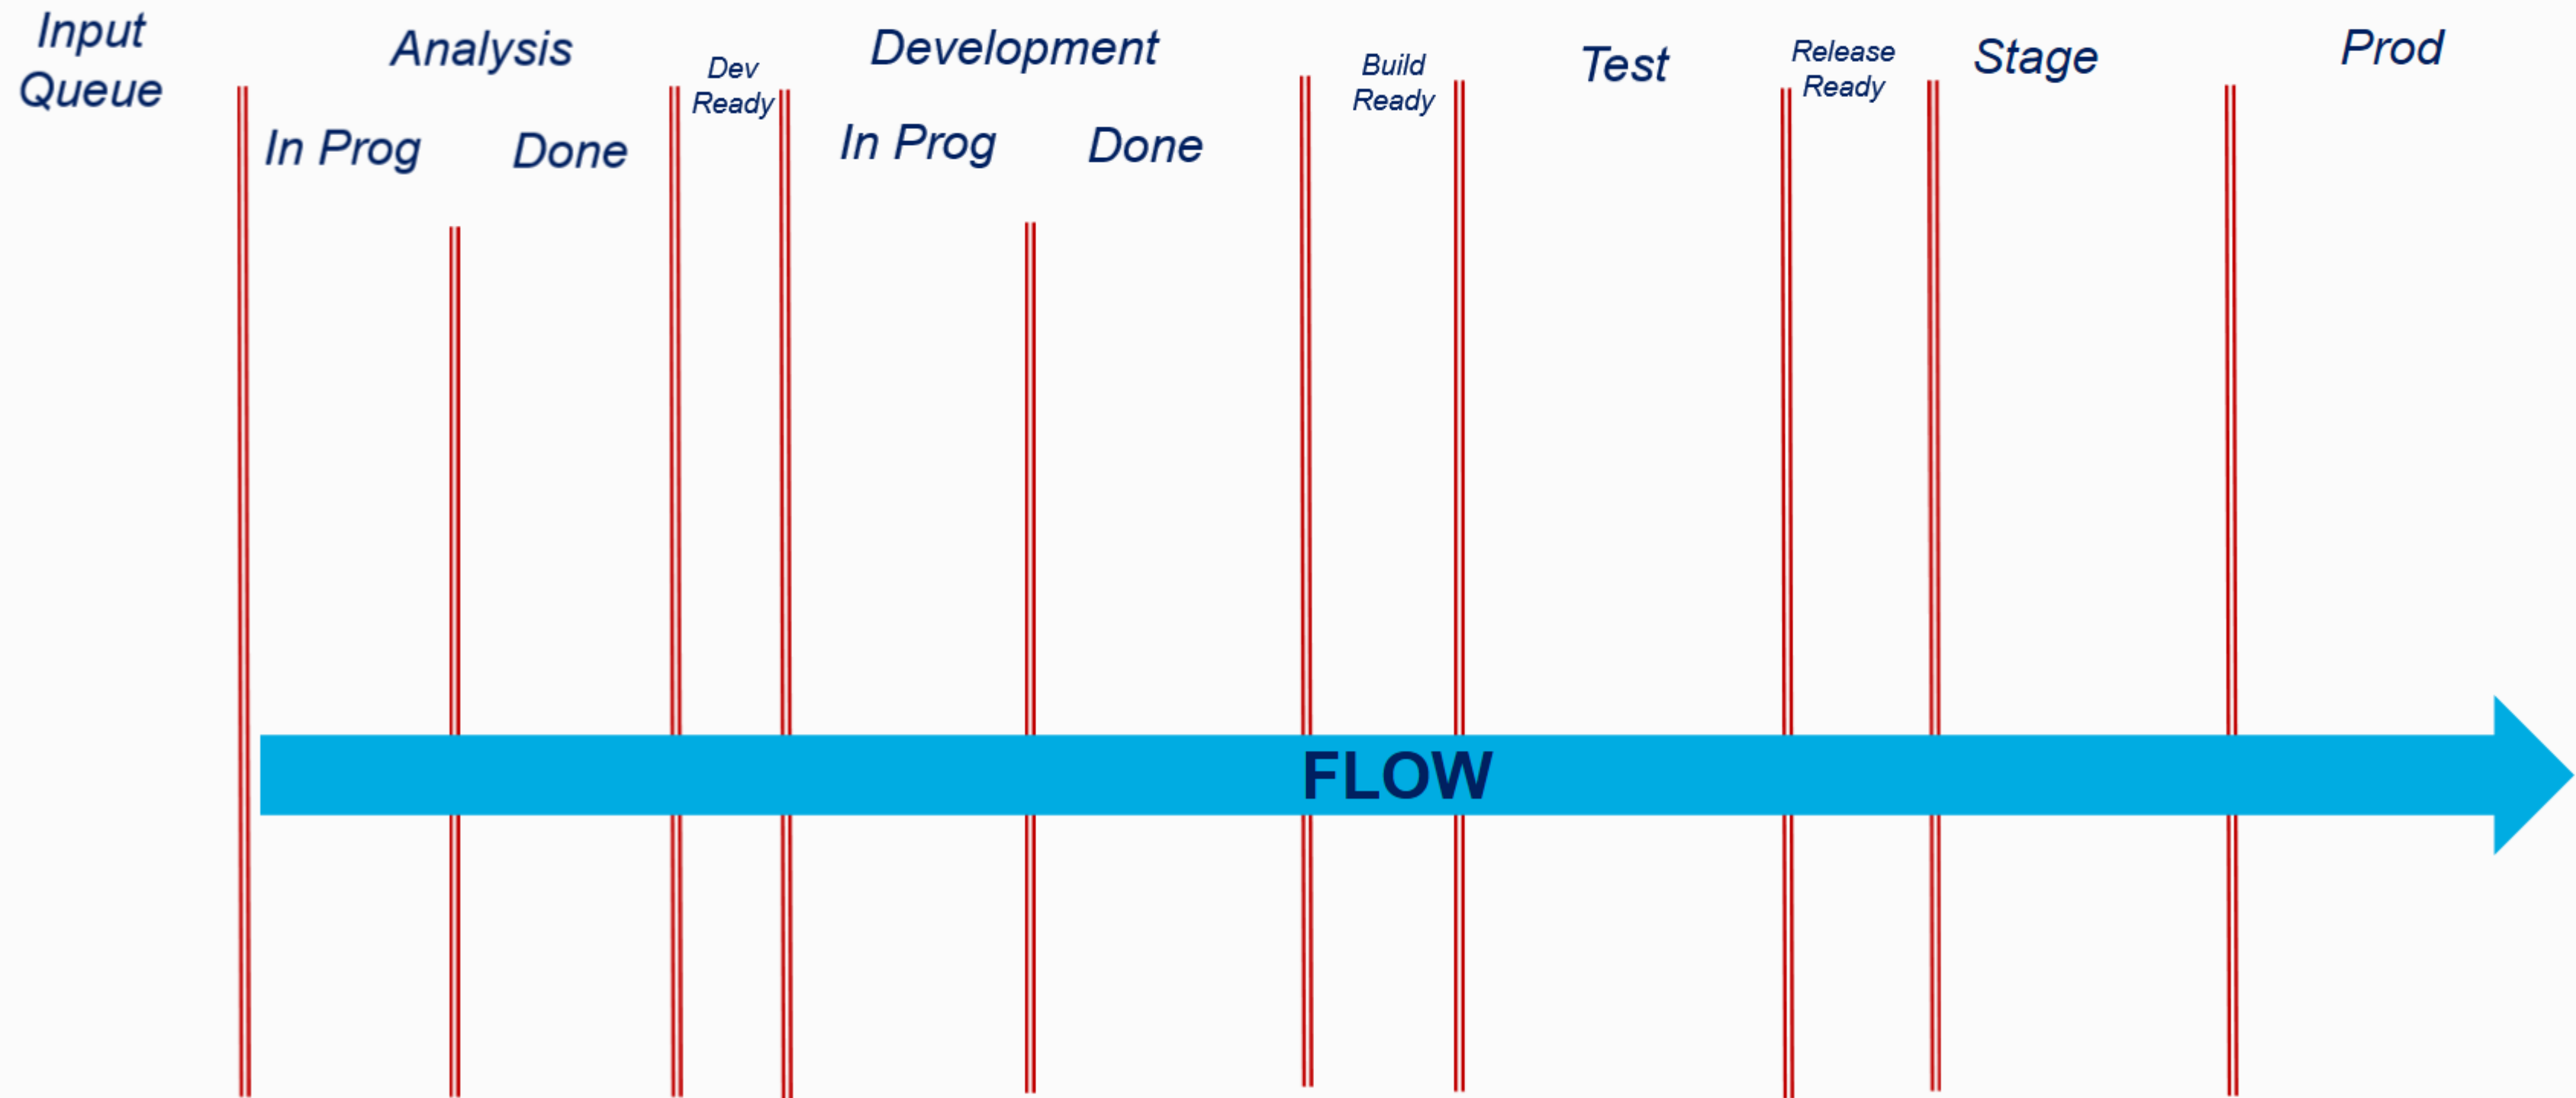 Input
Queue
Analysis
In Prog
Done
Dev
Ready
Development
In Prog
Done
Build
Ready
Test
Release
Ready
Stage
Prod
FLOW